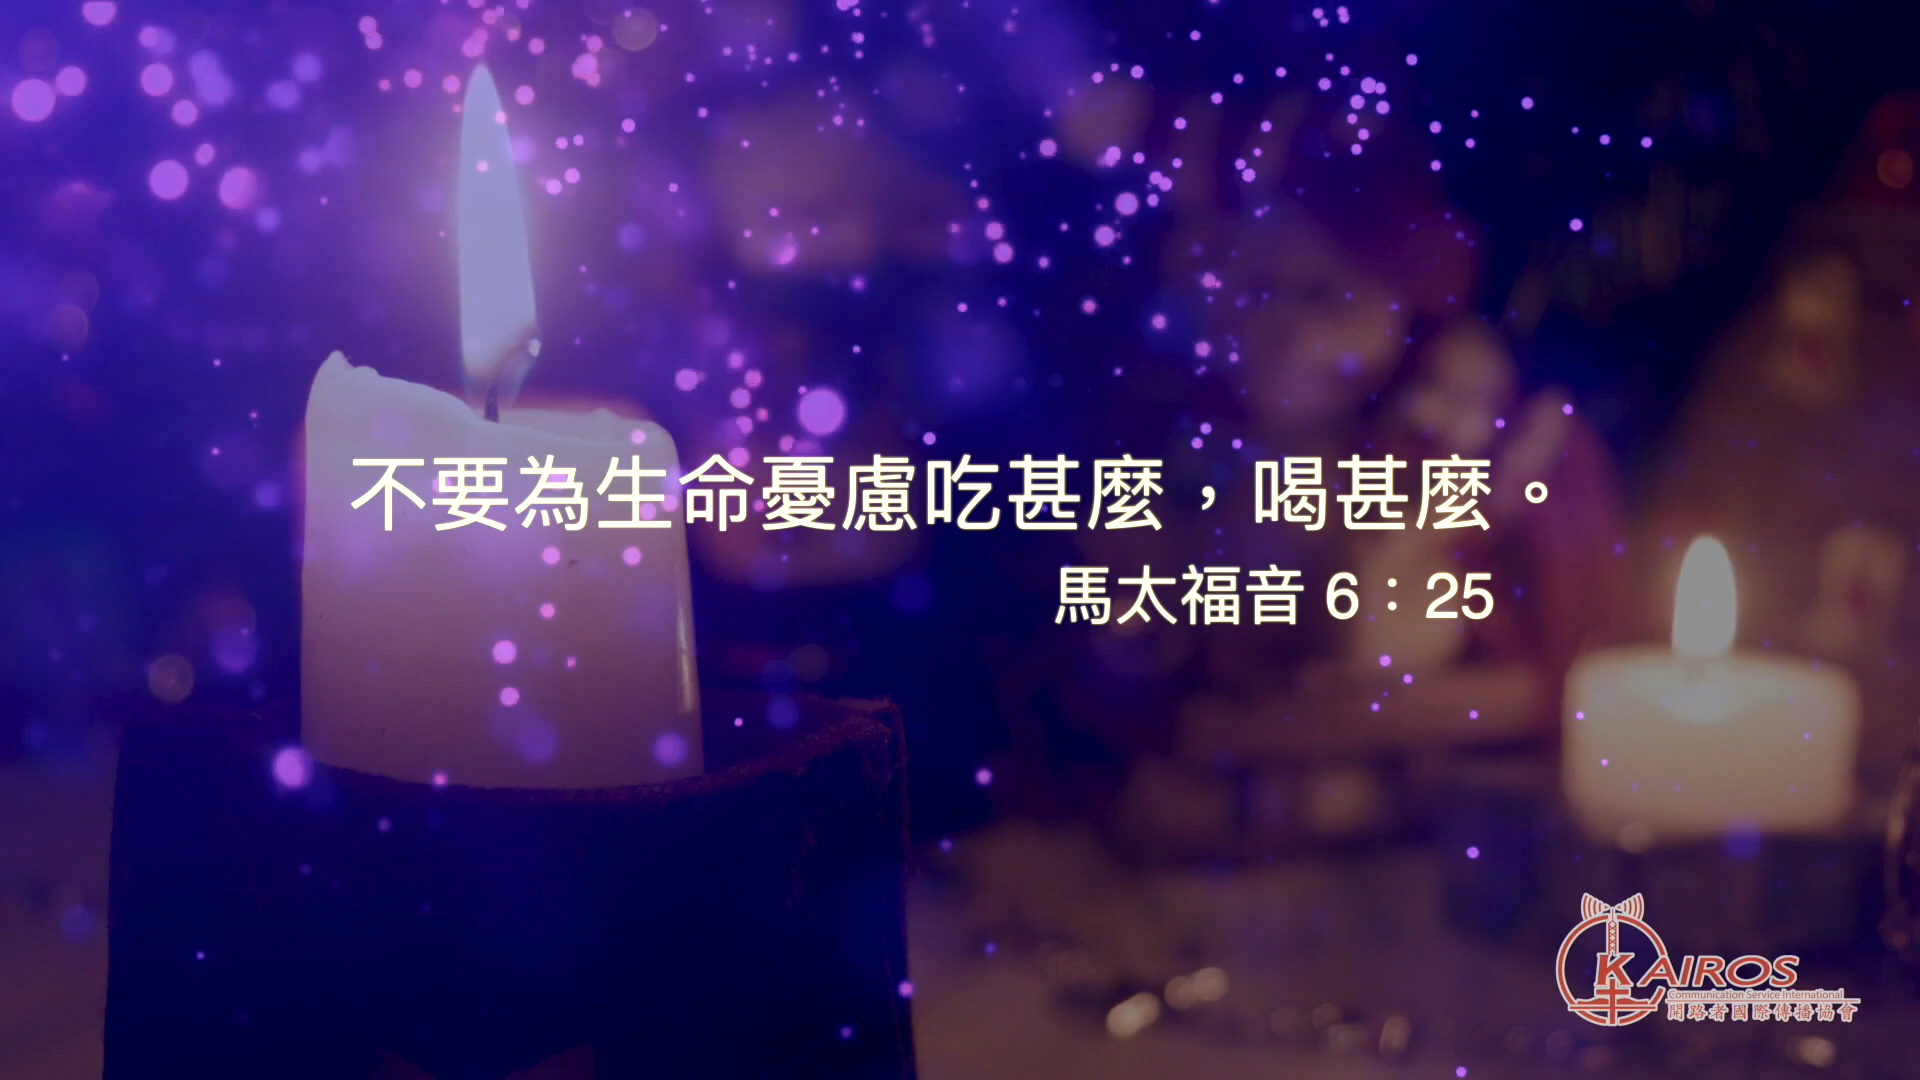 不要為生命憂慮吃甚麼，喝甚麼。
馬太福音 6：25
KAIROS
Communication Service International
開路者國際傳播協會